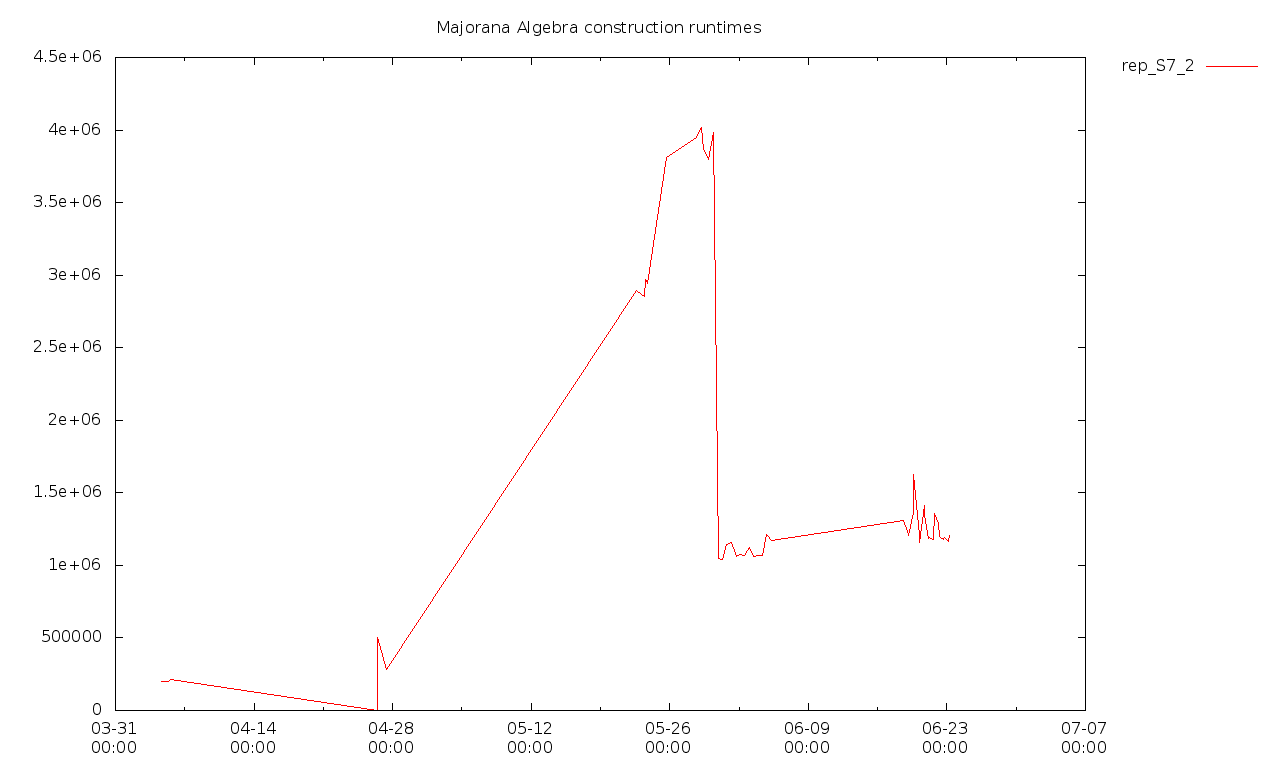 Majorana Algebra construction runtimes
rep_S7_2
4.5e+06
4e+06
3.5e+06
3e+06
2.5e+06
2e+06
1.5e+06
1e+06
500000
0
03-31 04-14 04-28 05-12 05-26 06-09 06-23 07-07
00:00 00:00 00:00 00:00 00:00 00:00 00:00 00:00